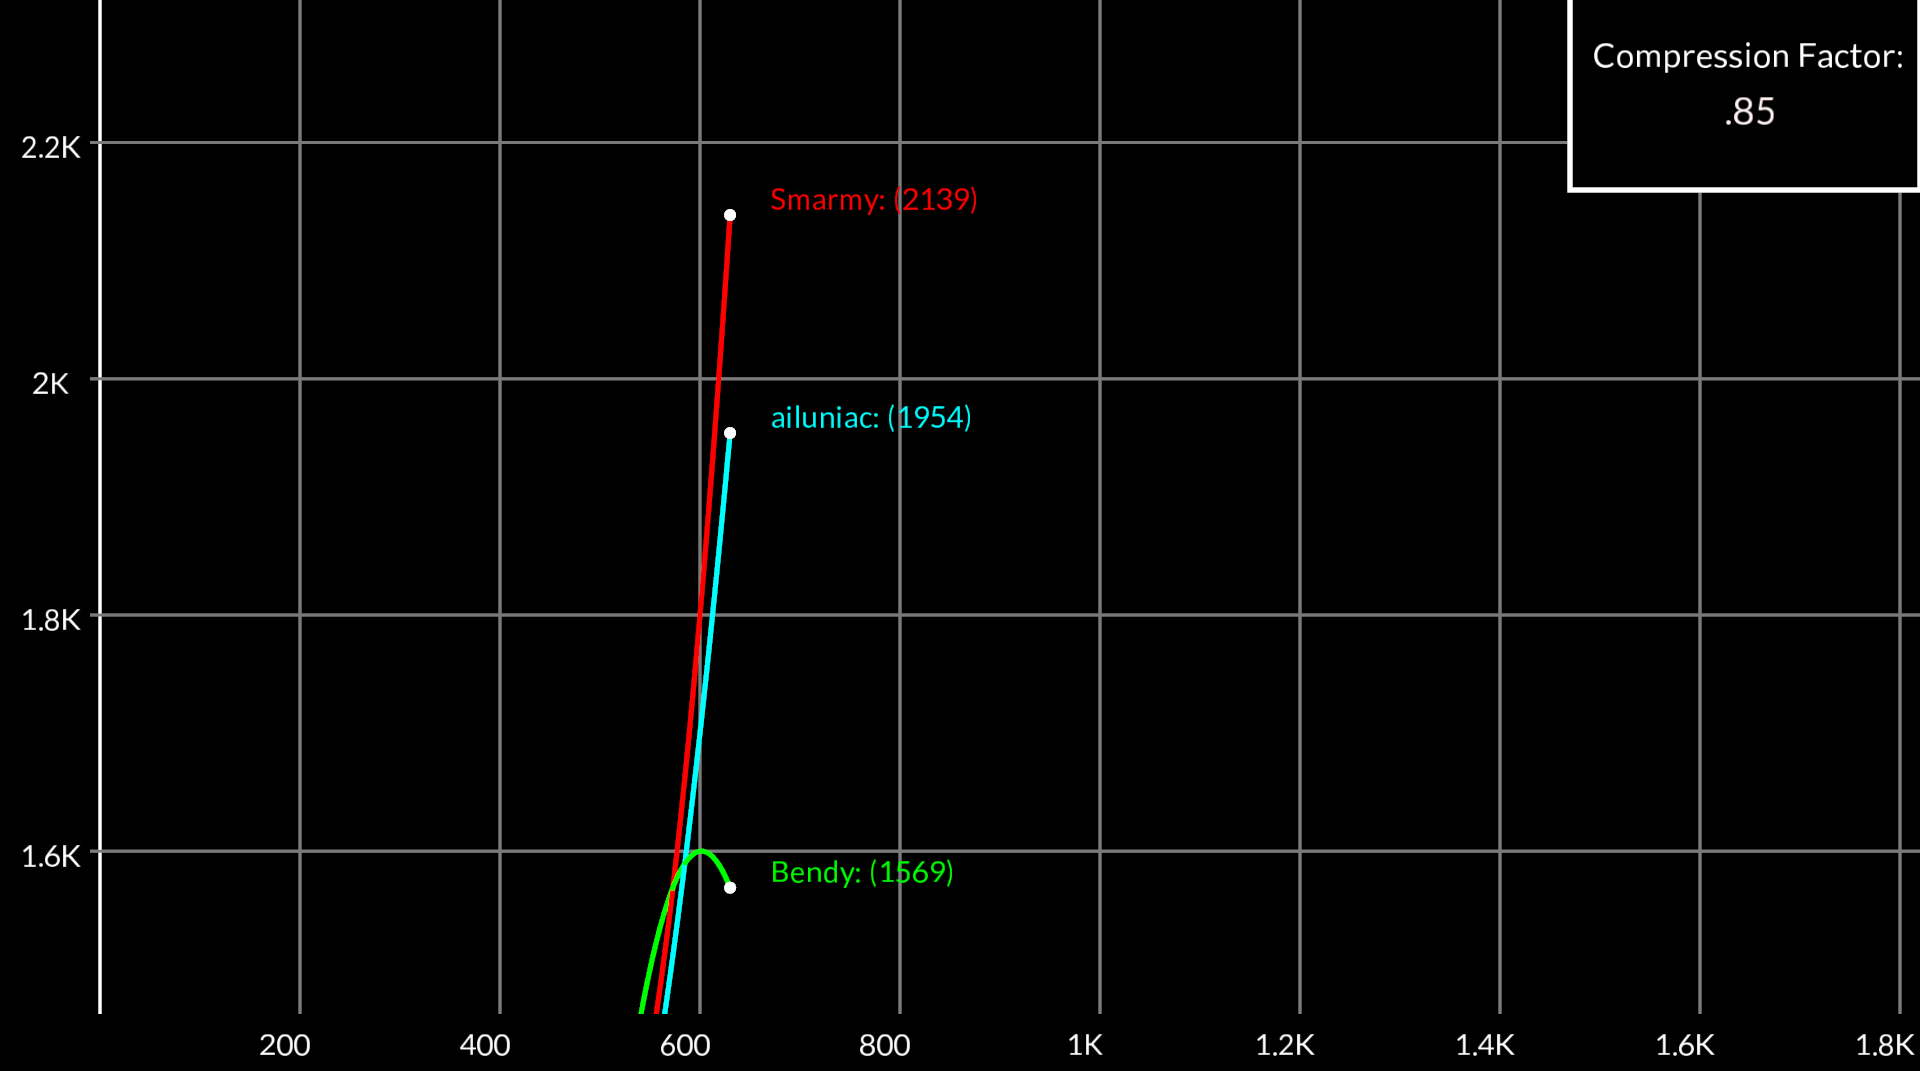 Compression Factor:
.85
2.2K
Smarmy: (2139)
2K
ailuniac: (1954)
1.8K
1.6K
Bendy: (1569)
200 400 600 800 1K 1.2K 1.4K 1.6K 1.8K